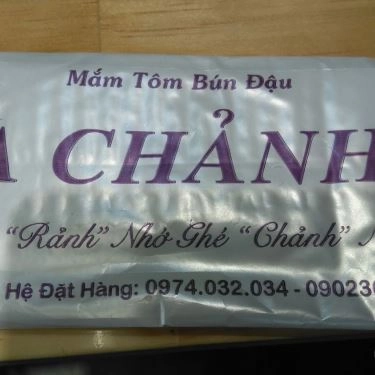 Mắm Tôm Bún Đậu
CHẢNH
"Rảnh" Nhớ Ghé "Chảnh"
Hệ Đặt Hàng: 0974.032.034 - 09023